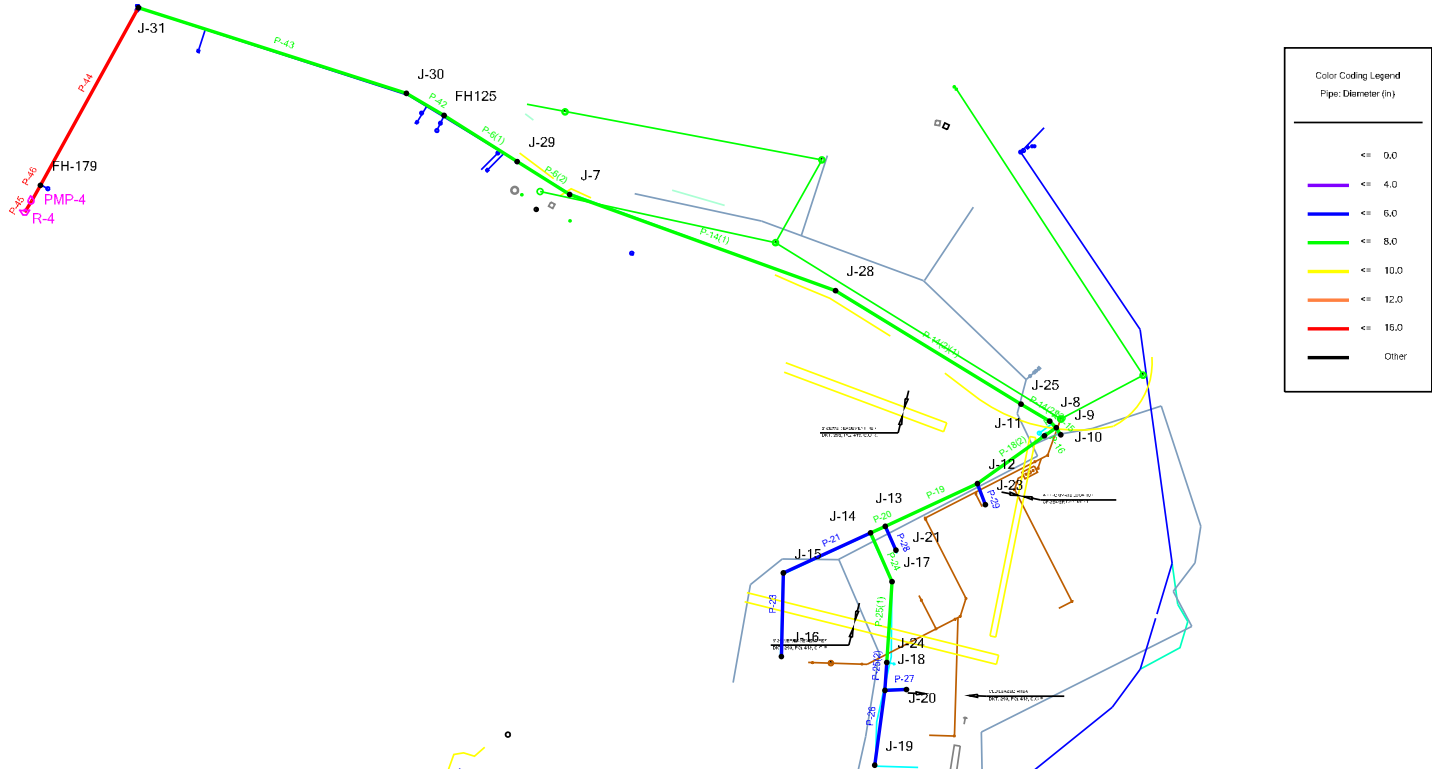 J-31
P-43
Color Coding Legend
Pipe: Diameter (in)
J-30
P-44
P-42
FH125
P-6(1)
J-29
<= 0.0
FH-179
P-6(2)
J-7
<= 4.0
P-46
PMP-4
P-45
R-4
<= 6.0
P-14(1)
<= 8.0
J-28
<= 10.0
<= 12.0
<= 16.0
Other
J-25
J-8
J-9
J-11
J-10
P-16
P-18(2)
J-12
J-23
P-19
P-29
J-13
J-14
P-20
P-21
P-28
J-21
J-15
J-17
P-24
P-23
P-25(1)
J-16
J-24
J-18
P-25(2)
P-27
J-20
P-26
J-19